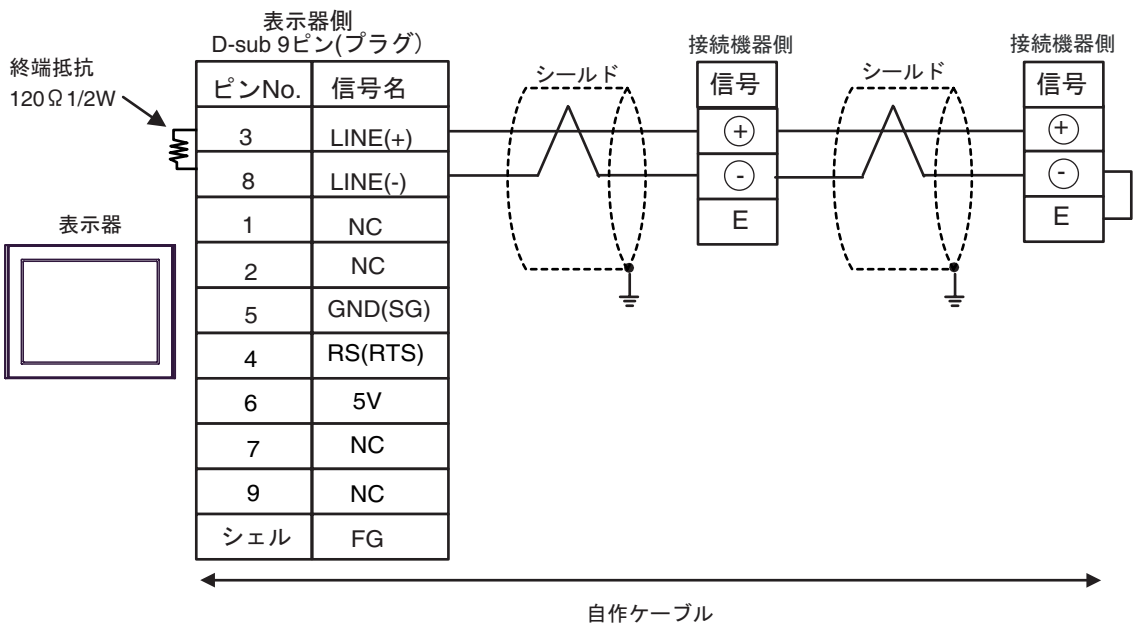 表示器側
D-sub 9ピン(プラグ)
終端抵抗
120Ω1/2W
ピンNo. 信号名
3 LINE(+)
8 LINE(-)
1 NC
2 NC
5 GND(SG)
4 RS(RTS)
6 5V
7 NC
9 NC
シェル FG
表示器
シールド
接続機器側
信号
+
-
E
シールド
接続機器側
信号
+
-
E
自作ケーブル